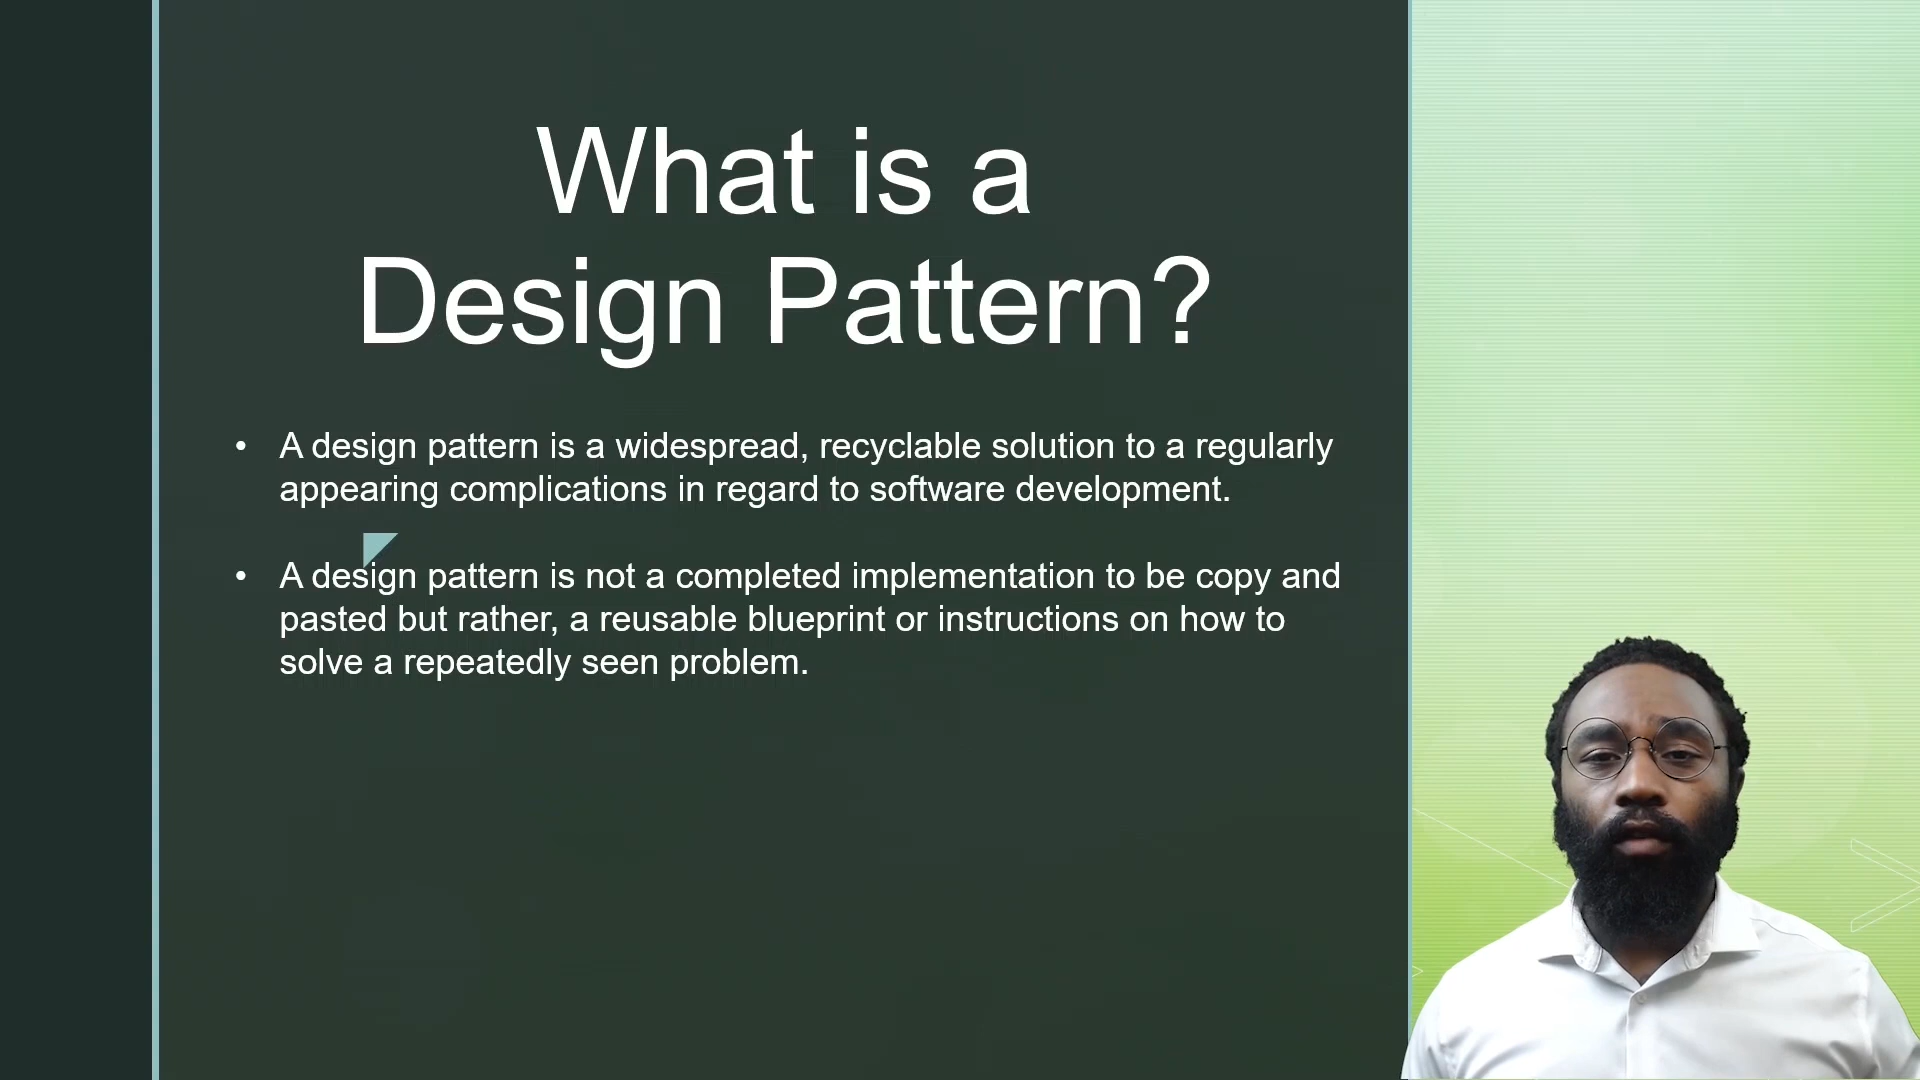 What is a
Design Pattern?
• A design pattern is a widespread, recyclable solution to a regularly
appearing complications in regard to software development.
• A design pattern is not a completed implementation to be copy and
pasted but rather, a reusable blueprint or instructions on how to
solve a repeatedly seen problem.